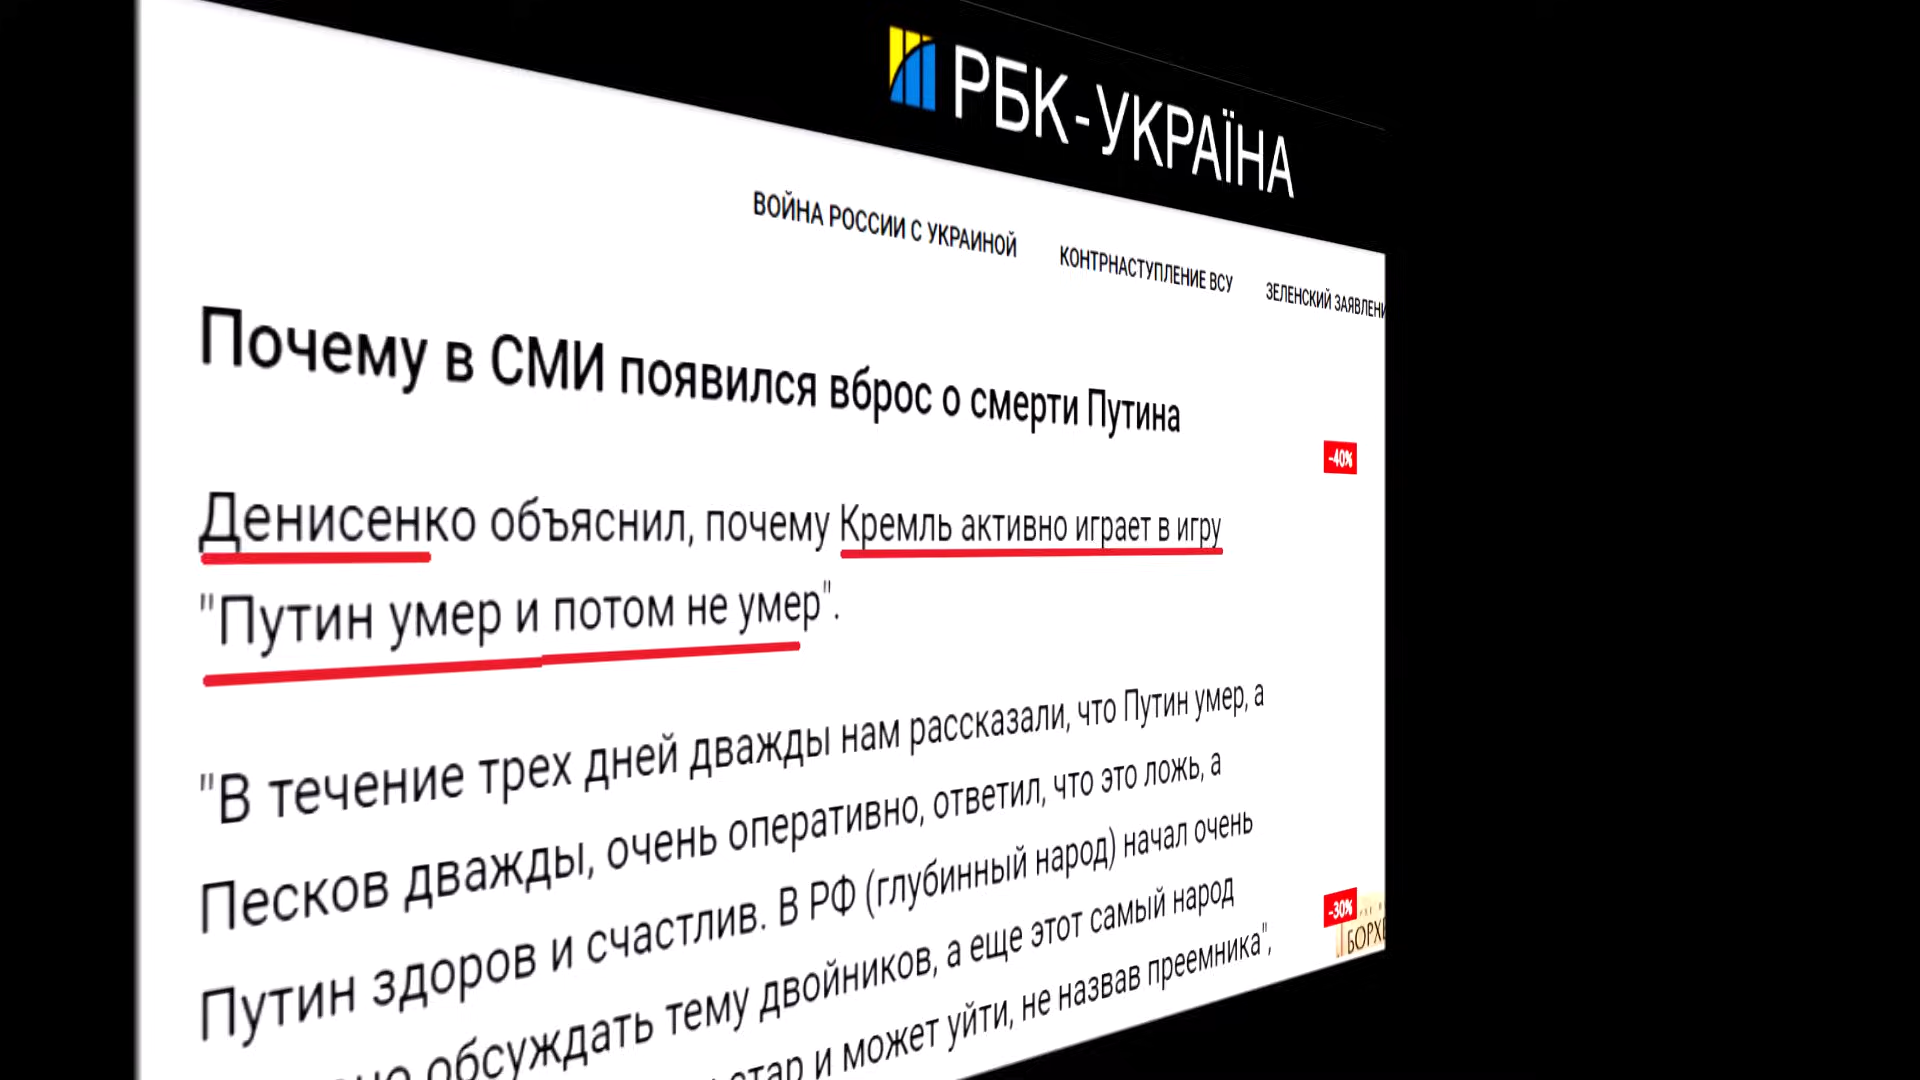 РБК-УКРАЇНА
ВОЙНА РОССИИ С УКРАИНОЙ КОНТРНАСТУПЛЕНИЕ ВСУ ЗЕЛЕНСКИЙ
Почему в СМИ появился вброс о смерти Путина
-40%
Денисенко объяснил, почему Кремль активно играет в игру
"Путин умер и потом не умер".
"В течение трех дней дважды нам рассказали, что Путин умер, а
Песков дважды, очень оперативно, ответил, что это ложь, а
Путин здоров и счастлив. В РФ (глубинный народ) начал очень
обсуждать тему двойников, а еще этот самый народ
-30%
и может уйти, не назвав преемника",